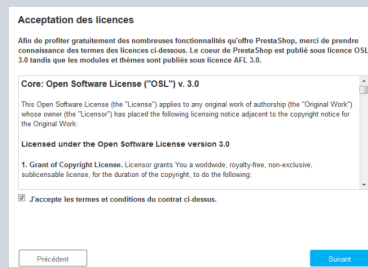 Acceptation des licences
Afin de profiter gratuitement des nombreuses fonctionnalités qu'offre PrestaShop, merci de prendre
connaissance des termes des licences ci-dessous. Le coeur de PrestaShop est publié sous licence OSL
3.0 tandis que les modules et thèmes sont publiés sous licence AFL 3.0.
Core: Open Software License ("OSL") v. 3.0
This Open Software License (the "License") applies to any original work of authorship (the "Original Work")
whose owner (the "Licensor") has placed the following licensing notice adjacent to the copyright notice for
the Original Work:
Licensed under the Open Software License version 3.0
1. Grant of Copyright License. Licensor grants You a worldwide, royalty-free, non-exclusive,
sublicensable license, for the duration of the copyright, to do the following:
J'accepte les termes et conditions du contrat ci-dessus.
Précédent
Suivant